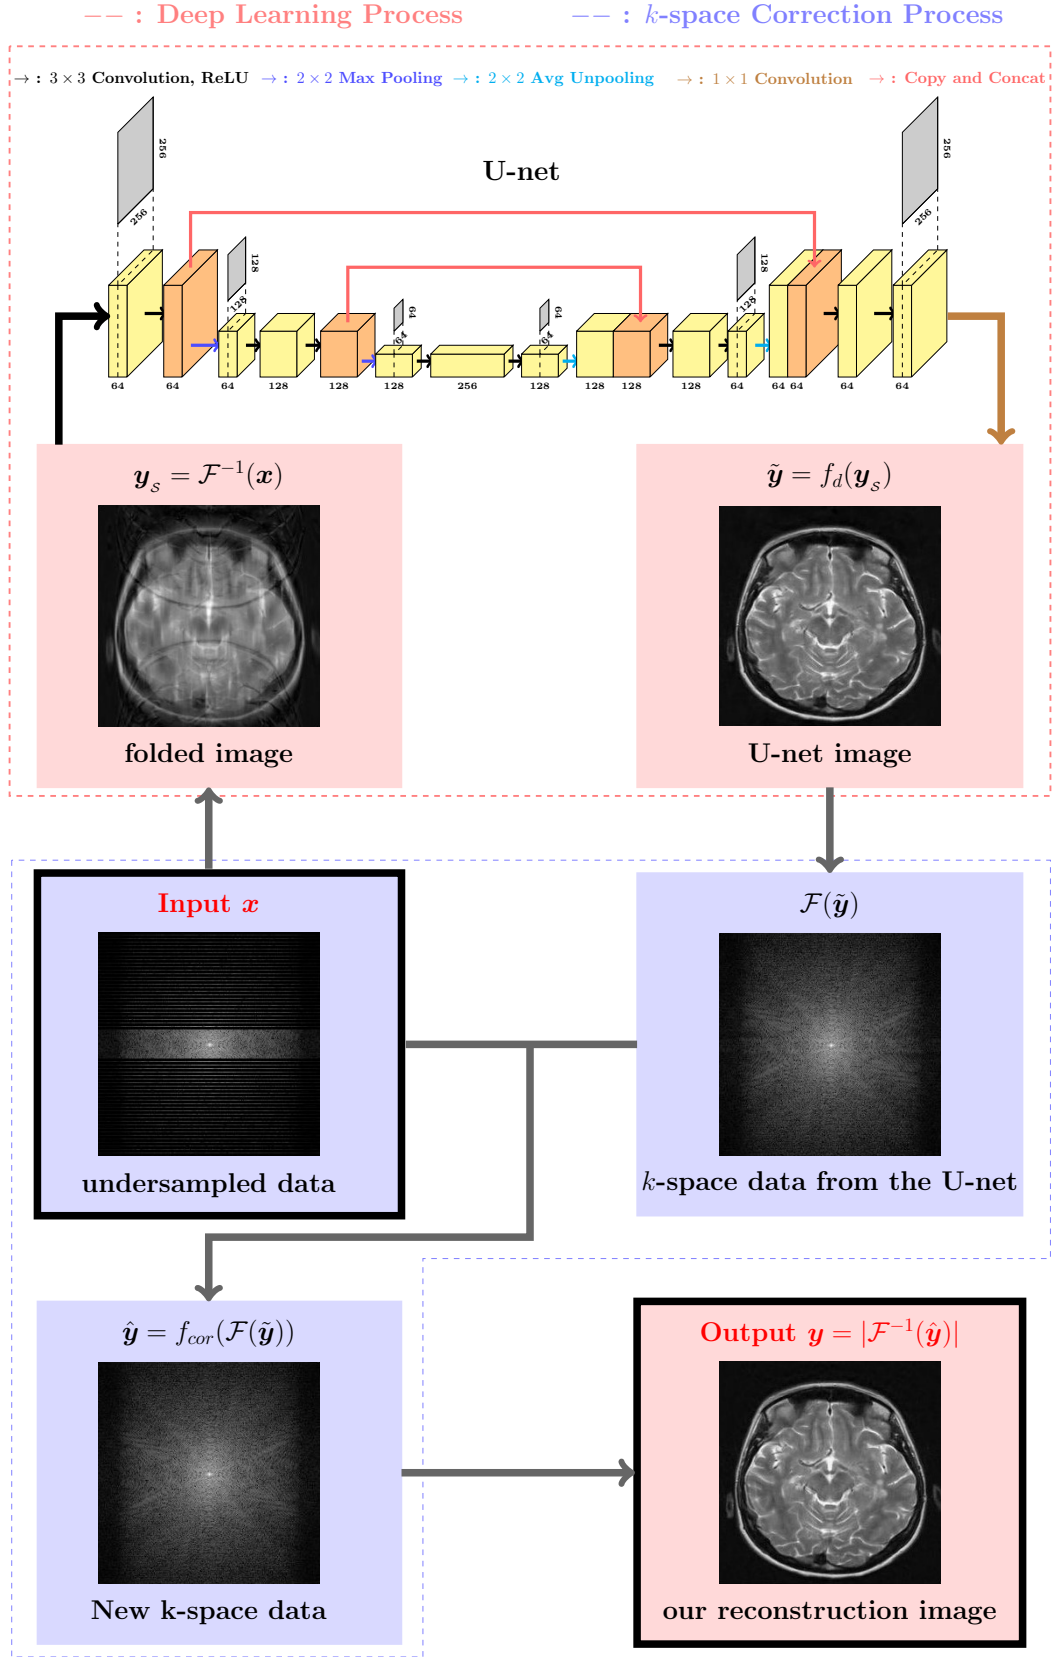 −− : Deep Learning Process −− : k-space Correction Process
→ : 3 × 3 Convolution, ReLU → : 2 × 2 Max Pooling → : 2 × 2 Avg Unpooling → : 1 × 1 Convolution → : Copy and Concat
U-net
256 256
256 256
128 128
128 128
64 64
64 64
64 64 64 128 128 128 256 128 128 128 128 64 64 64 64 64
𝒚_𝒮 = ℱ⁻¹(𝒙)
folded image
𝒚̃ = f_d(𝒚_𝒮)
U-net image
Input 𝒙
undersampled data
ℱ(𝒚̃)
k-space data from the U-net
𝒚̂ = f_cor(ℱ(𝒚̃))
New k-space data
Output 𝒚 = |ℱ⁻¹(𝒚̂)|
our reconstruction image